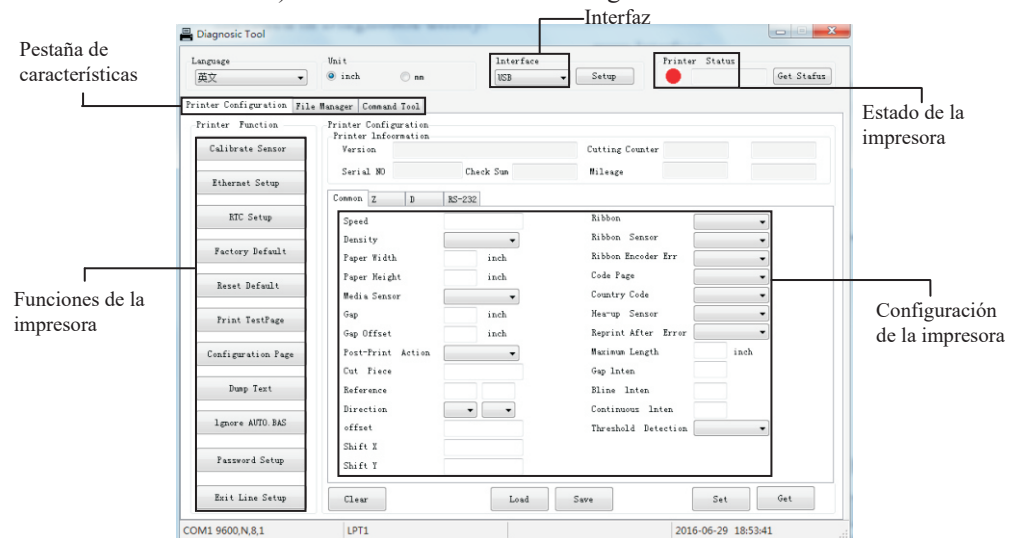 Interfaz
Diagnosic Tool
Pestaña de
características
Language
Unit
Interface
Printer Status
英文
inch
mm
USB
Setup
Get Stafus
Printer Configuration
File Manager
Command Tool
Estado de la
impresora
Printer Function
Calibrate Sensor
Ethernet Setup
RTC Setup
Factory Default
Reset Default
Print TestPage
Configuration Page
Dump Text
lgnore AUTO.BAS
Password Setup
Exit Line Setup
Funciones de la
impresora
Printer Configuration
Printer Infoormation
Version
Cutting Counter
Serial NO
Check Sum
Mileage
Common
Z
D
RS-232
Speed
Density
Paper Width inch
Paper Height inch
Media Sensor
Gap inch
Gap Offset inch
Post-Print Action
Cut Piece
Reference
Direction
offset
Shift X
Shift Y
Ribbon
Ribbon Sensor
Ribbon Encoder Err
Code Page
Country Code
Hea-up Sensor
Reprint After Error
Maximum Length inch
Gap lnten
Bline lnten
Continuous lnten
Threshold Detection
Configuración
de la impresora
Clear
Load
Save
Set
Get
COM1 9600,N,8,1
LPT1
2016-06-29 18:53:41